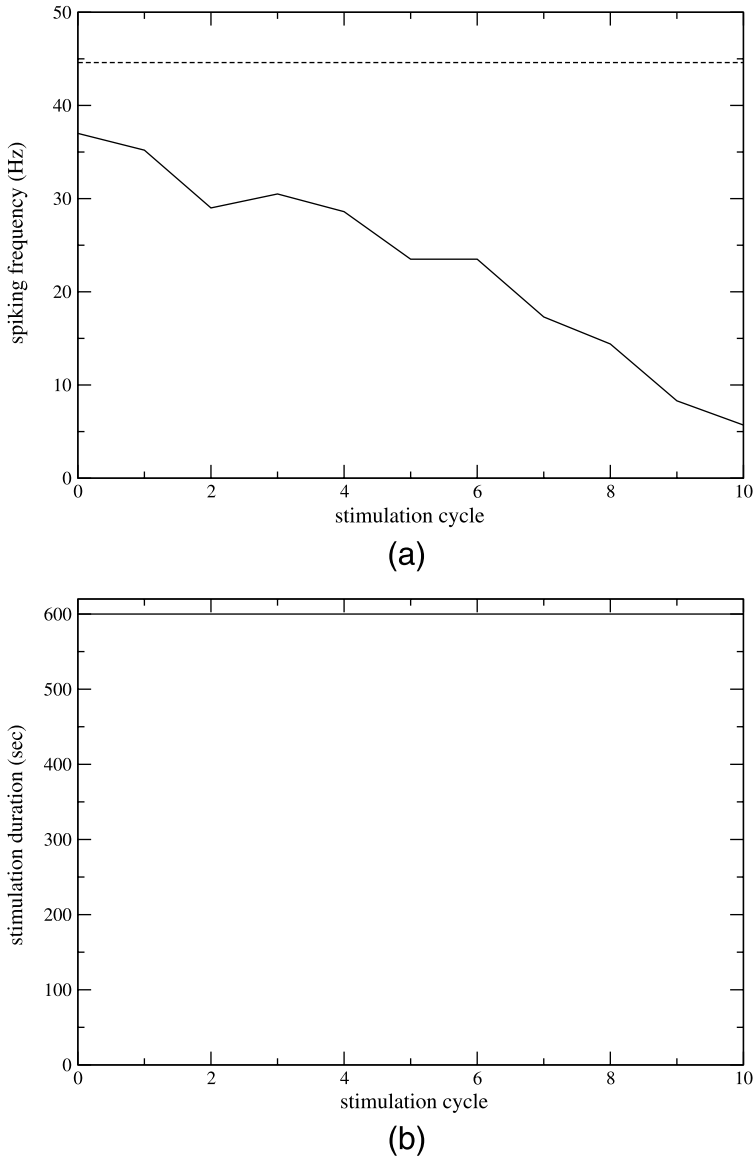 50
40
30
20
10
0
spiking frequency (Hz)
0 2 4 6 8 10
stimulation cycle
(a)
600
500
400
300
200
100
0
stimulation duration (sec)
0 2 4 6 8 10
stimulation cycle
(b)